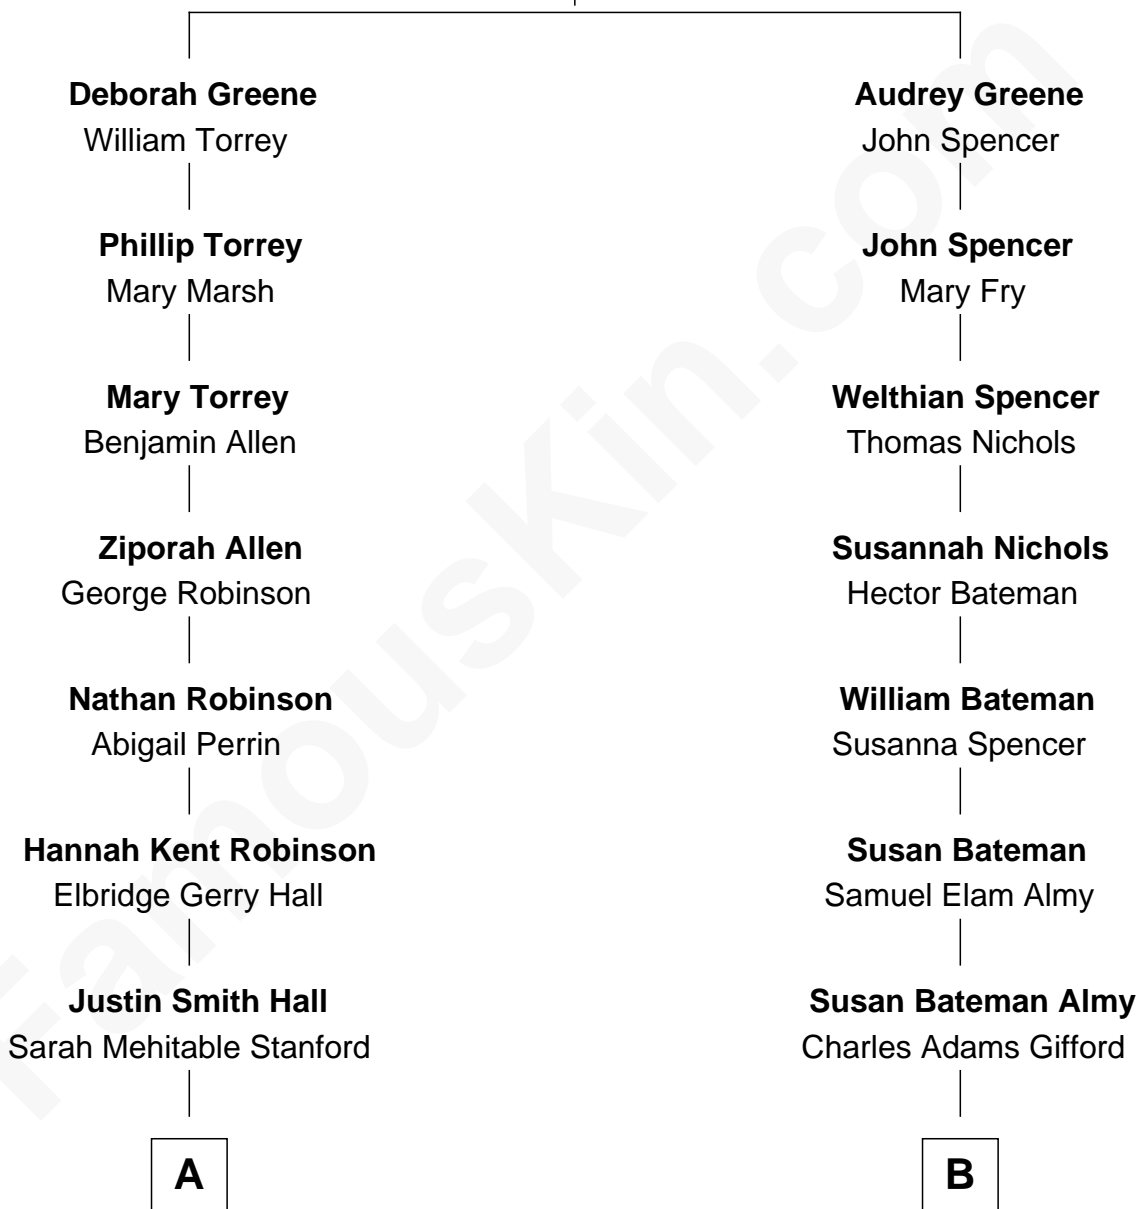 Deborah Greene
William Torrey
Phillip Torrey
Mary Marsh
Mary Torrey
Benjamin Allen
Ziporah Allen
George Robinson
Nathan Robinson
Abigail Perrin
Hannah Kent Robinson
Elbridge Gerry Hall
Justin Smith Hall
Sarah Mehitable Stanford
A
Audrey Greene
John Spencer
John Spencer
Mary Fry
Welthian Spencer
Thomas Nichols
Susannah Nichols
Hector Bateman
William Bateman
Susanna Spencer
Susan Bateman
Samuel Elam Almy
Susan Bateman Almy
Charles Adams Gifford
B
FamousKin.com